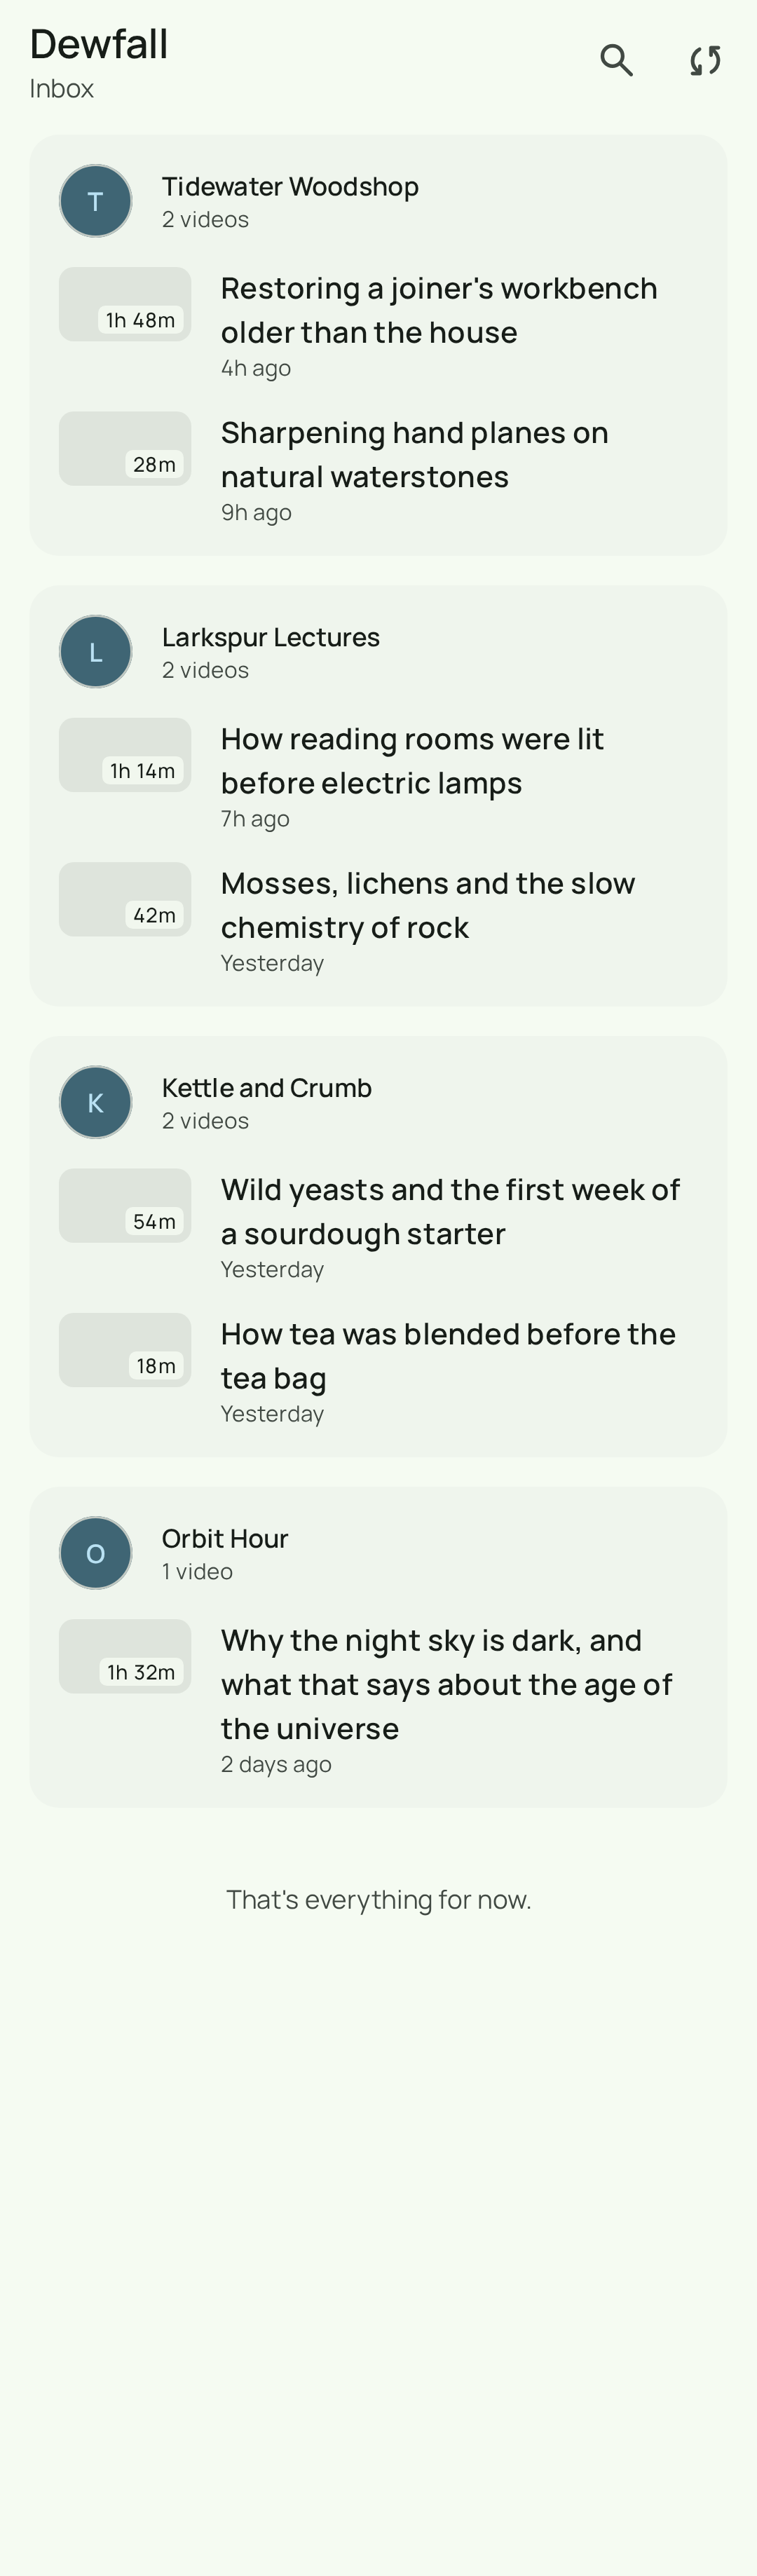 Dewfall
Inbox
T
Tidewater Woodshop
2 videos
1h 48m
Restoring a joiner's workbench
older than the house
4h ago
28m
Sharpening hand planes on
natural waterstones
9h ago
L
Larkspur Lectures
2 videos
1h 14m
How reading rooms were lit
before electric lamps
7h ago
42m
Mosses, lichens and the slow
chemistry of rock
Yesterday
K
Kettle and Crumb
2 videos
54m
Wild yeasts and the first week of
a sourdough starter
Yesterday
18m
How tea was blended before the
tea bag
Yesterday
O
Orbit Hour
1 video
1h 32m
Why the night sky is dark, and
what that says about the age of
the universe
2 days ago
That's everything for now.